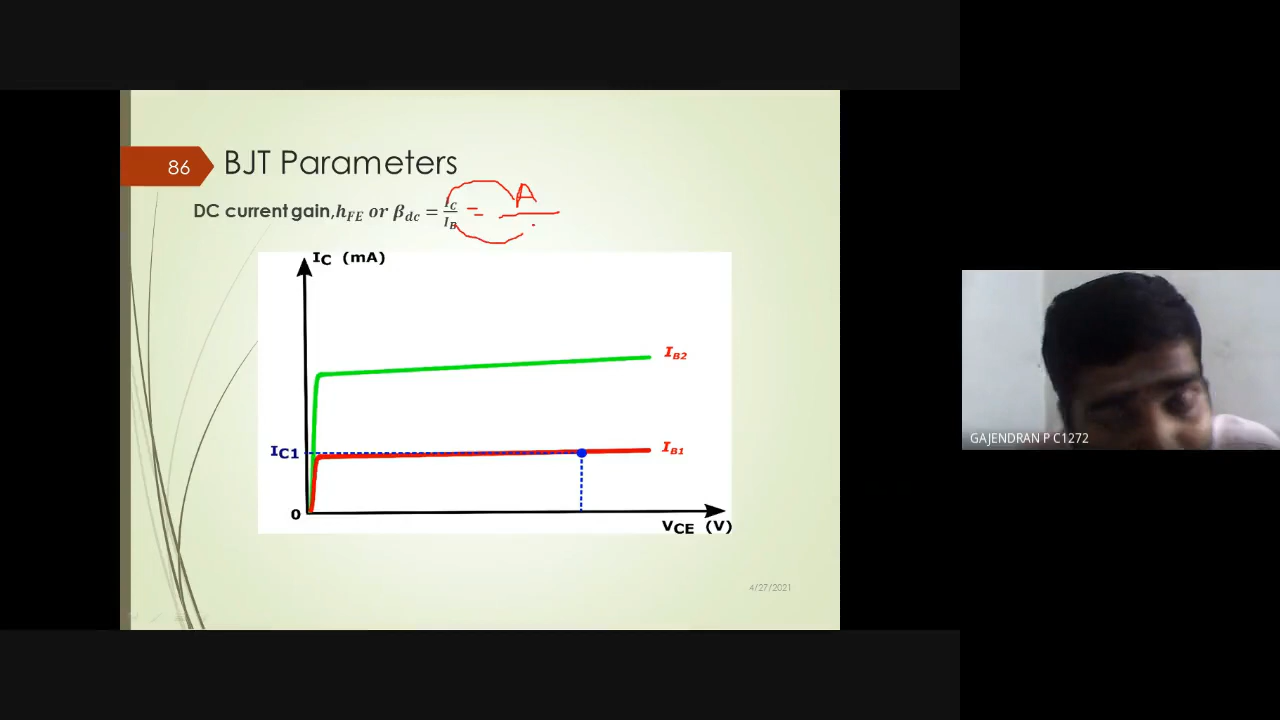 86
BJT Parameters
DC current gain, h_FE or β_dc = I_C/I_B = A
I_C (mA)
I_B2
I_C1
I_B1
0
V_CE (V)
4/27/2021
GAJENDRAN P C1272